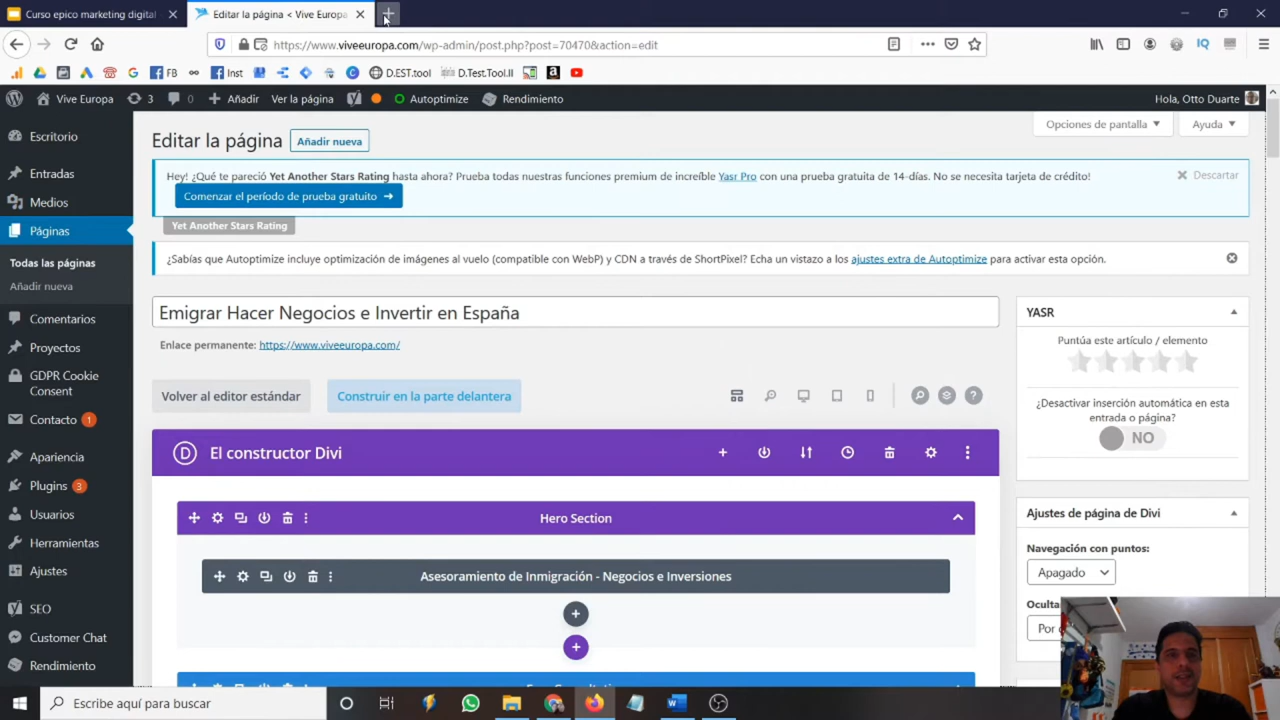 Curso epico marketing digital
Editar la página < Vive Europa
https://www.viveeuropa.com/wp-admin/post.php?post=70470&action=edit
FB
Inst
D.EST.tool
D.Test.Tool.II
Vive Europa
3
0
Añadir
Ver la página
Autoptimize
Rendimiento
Hola, Otto Duarte
Escritorio
Entradas
Medios
Páginas
Todas las páginas
Añadir nueva
Comentarios
Proyectos
GDPR Cookie
Consent
Contacto 1
Apariencia
Plugins 3
Usuarios
Herramientas
Ajustes
SEO
Customer Chat
Rendimiento
Editar la página
Añadir nueva
Opciones de pantalla
Ayuda
Hey! ¿Qué te pareció Yet Another Stars Rating hasta ahora? Prueba todas nuestras funciones premium de increíble Yasr Pro con una prueba gratuita de 14-días. No se necesita tarjeta de crédito!
Descartar
Comenzar el período de prueba gratuito →
Yet Another Stars Rating
¿Sabías que Autoptimize incluye optimización de imágenes al vuelo (compatible con WebP) y CDN a través de ShortPixel? Echa un vistazo a los ajustes extra de Autoptimize para activar esta opción.
Emigrar Hacer Negocios e Invertir en España
Enlace permanente: https://www.viveeuropa.com/
Volver al editor estándar
Construir en la parte delantera
El constructor Divi
Hero Section
Asesoramiento de Inmigración - Negocios e Inversiones
YASR
Puntúa este artículo / elemento
¿Desactivar inserción automática en esta
entrada o página?
NO
Ajustes de página de Divi
Navegación con puntos:
Apagado
Oculta
Por
Escribe aquí para buscar